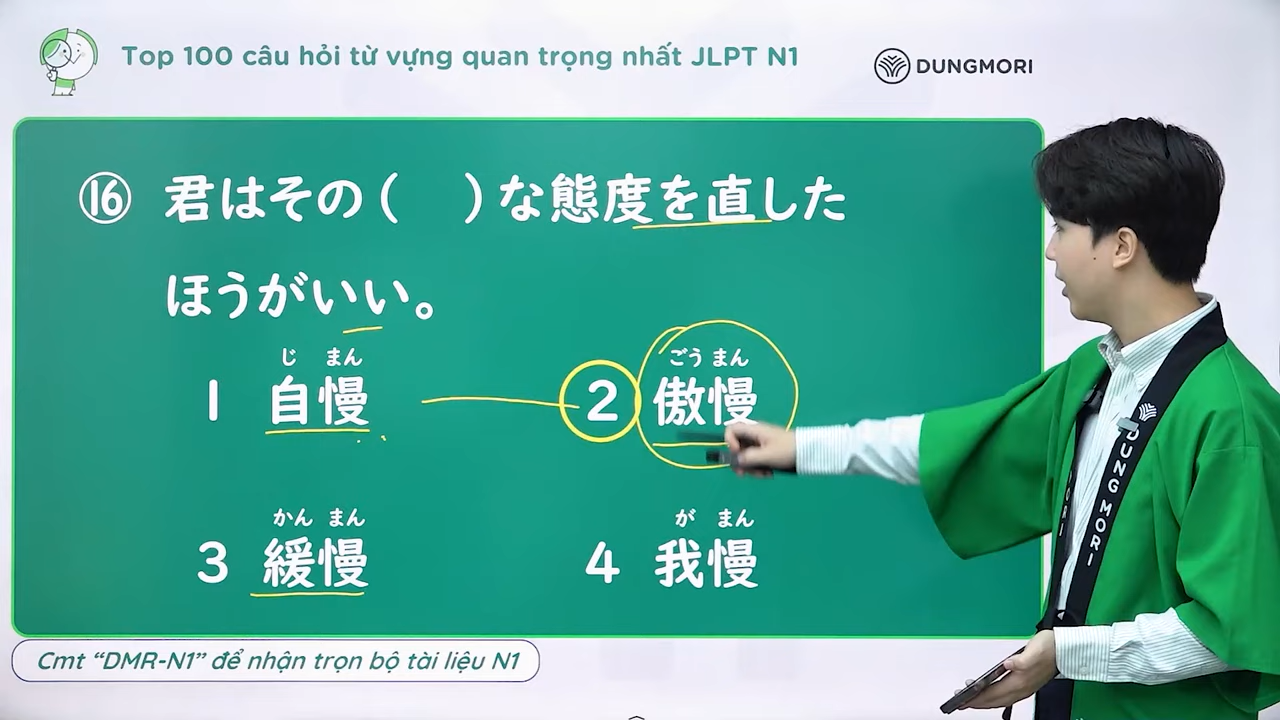 Top 100 câu hỏi từ vựng quan trọng nhất JLPT N1
DUNGMORI
⑯ 君はその( )な態度を直した
ほうがいい。
じ まん
1 自慢
ごう まん
2 傲慢
かん まん
3 緩慢
が まん
4 我慢
Cmt “DMR-N1” để nhận trọn bộ tài liệu N1
DUNGMORI